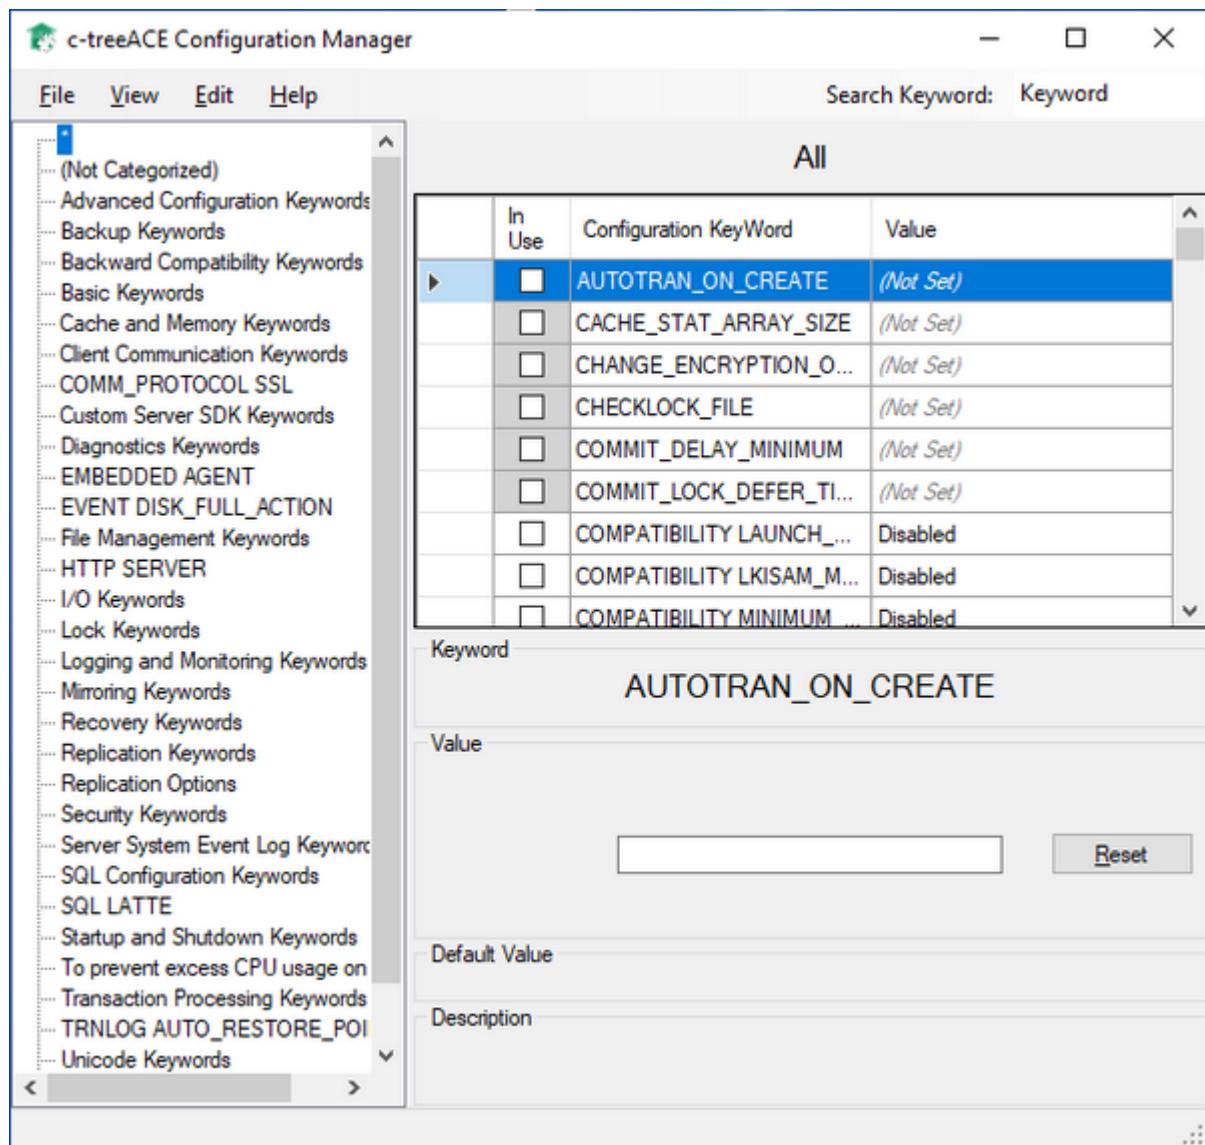 c-treeACE Configuration Manager
File View Edit Help Search Keyword: Keyword
*
(Not Categorized)
Advanced Configuration Keywords
Backup Keywords
Backward Compatibility Keywords
Basic Keywords
Cache and Memory Keywords
Client Communication Keywords
COMM_PROTOCOL SSL
Custom Server SDK Keywords
Diagnostics Keywords
EMBEDDED AGENT
EVENT DISK_FULL_ACTION
File Management Keywords
HTTP SERVER
I/O Keywords
Lock Keywords
Logging and Monitoring Keywords
Mirroring Keywords
Recovery Keywords
Replication Keywords
Replication Options
Security Keywords
Server System Event Log Keyword
SQL Configuration Keywords
SQL LATTE
Startup and Shutdown Keywords
To prevent excess CPU usage on
Transaction Processing Keywords
TRNLOG AUTO_RESTORE_POI
Unicode Keywords
All
In Use Configuration KeyWord Value
AUTOTRAN_ON_CREATE (Not Set)
CACHE_STAT_ARRAY_SIZE (Not Set)
CHANGE_ENCRYPTION_O... (Not Set)
CHECKLOCK_FILE (Not Set)
COMMIT_DELAY_MINIMUM (Not Set)
COMMIT_LOCK_DEFER_TI... (Not Set)
COMPATIBILITY LAUNCH_... Disabled
COMPATIBILITY LKISAM_M... Disabled
COMPATIBILITY MINIMUM_... Disabled
Keyword
AUTOTRAN_ON_CREATE
Value
Reset
Default Value
Description